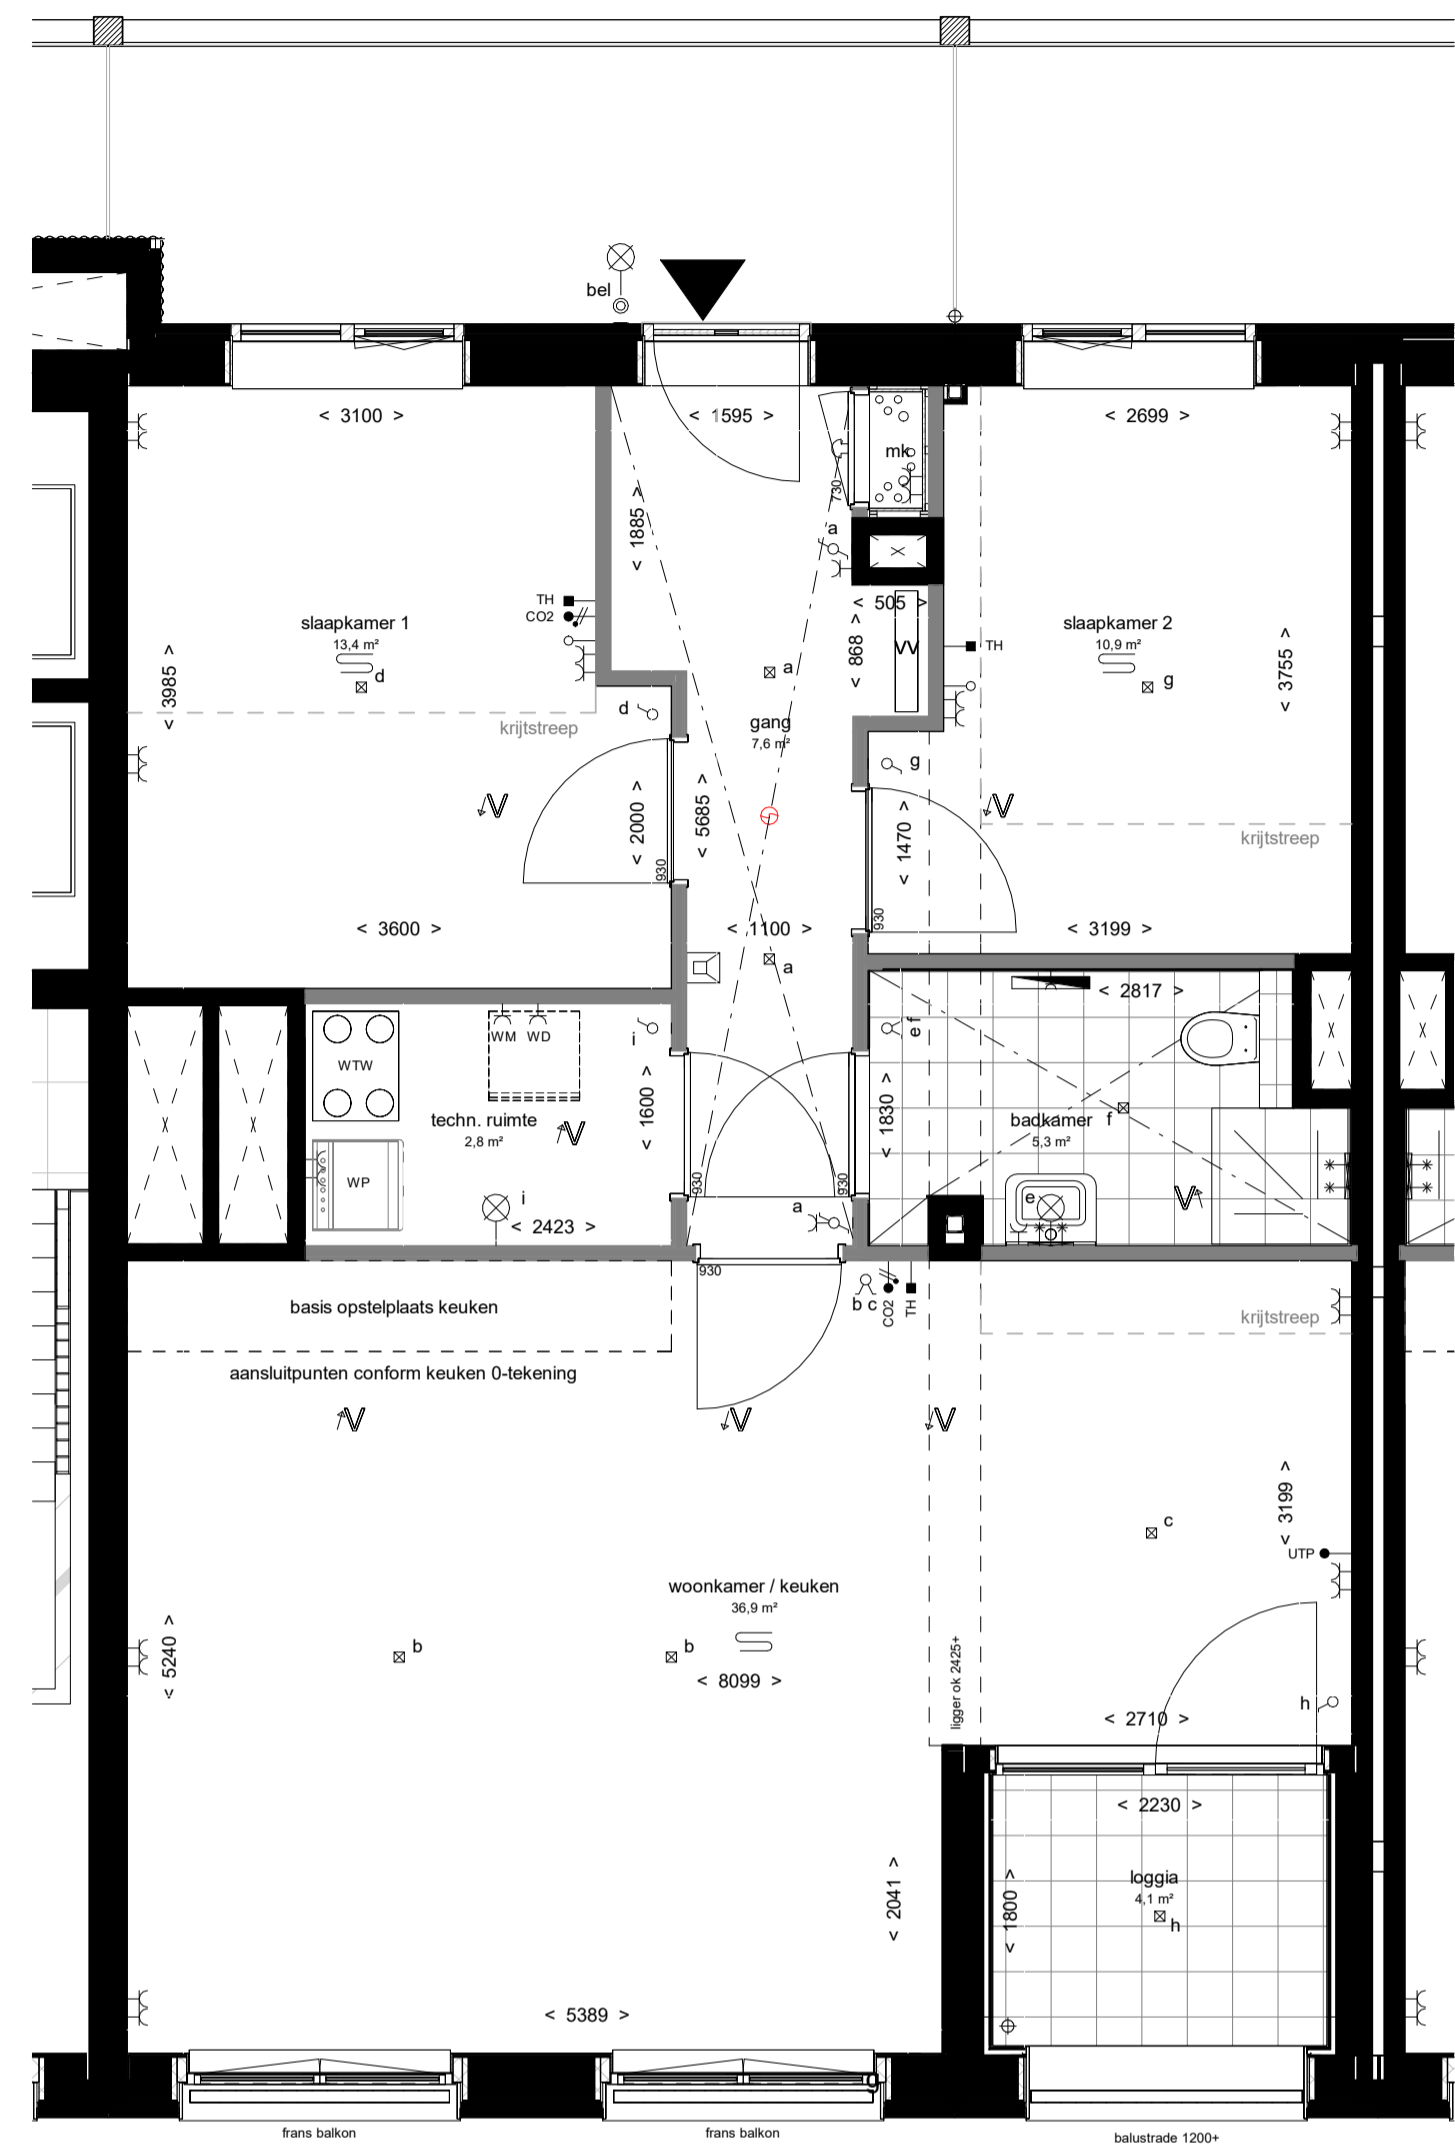 bel
< 3100 >
< 1595 >
< 2699 >
mk
730
< 1885 >
a
TH
CO2
< 505 >
slaapkamer 1
13,4 m²
d
slaapkamer 2
10,9 m²
g
< 868 >
VV
TH
a
< 3985 >
< 3755 >
krijtstreep
d
gang
7,6 m²
g
V
< 2000 >
930
< 5685 >
< 1470 >
930
V
krijtstreep
< 3600 >
< 1100 >
< 3199 >
a
< 2817 >
WM WD
i
e f
WTW
techn. ruimte
2,8 m²
V
< 1600 >
930
930
< 1830 >
badkamer
5,3 m²
f
WP
i
< 2423 >
a
e
V
930
b c
CO2
TH
basis opstelplaats keuken
krijtstreep
aansluitpunten conform keuken 0-tekening
V
V
V
c
< 3199 >
UTP
woonkamer / keuken
36,9 m²
b
b
< 5240 >
< 8099 >
ligger ok 2425+
h
< 2710 >
< 2230 >
loggia
4,1 m²
h
< 1800 >
< 2041 >
< 5389 >
g
frans balkon
frans balkon
balustrade 1200+